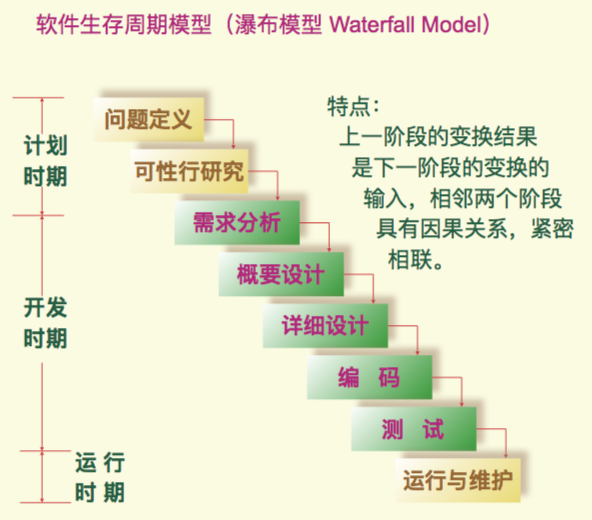 软件生存周期模型（瀑布模型 Waterfall Model）
特点：
上一阶段的变换结果
是下一阶段的变换的
输入，相邻两个阶段
具有因果关系，紧密
相联。
计划
时期
开发
时期
运行
时期
问题定义
可性行研究
需求分析
概要设计
详细设计
编 码
测 试
运行与维护